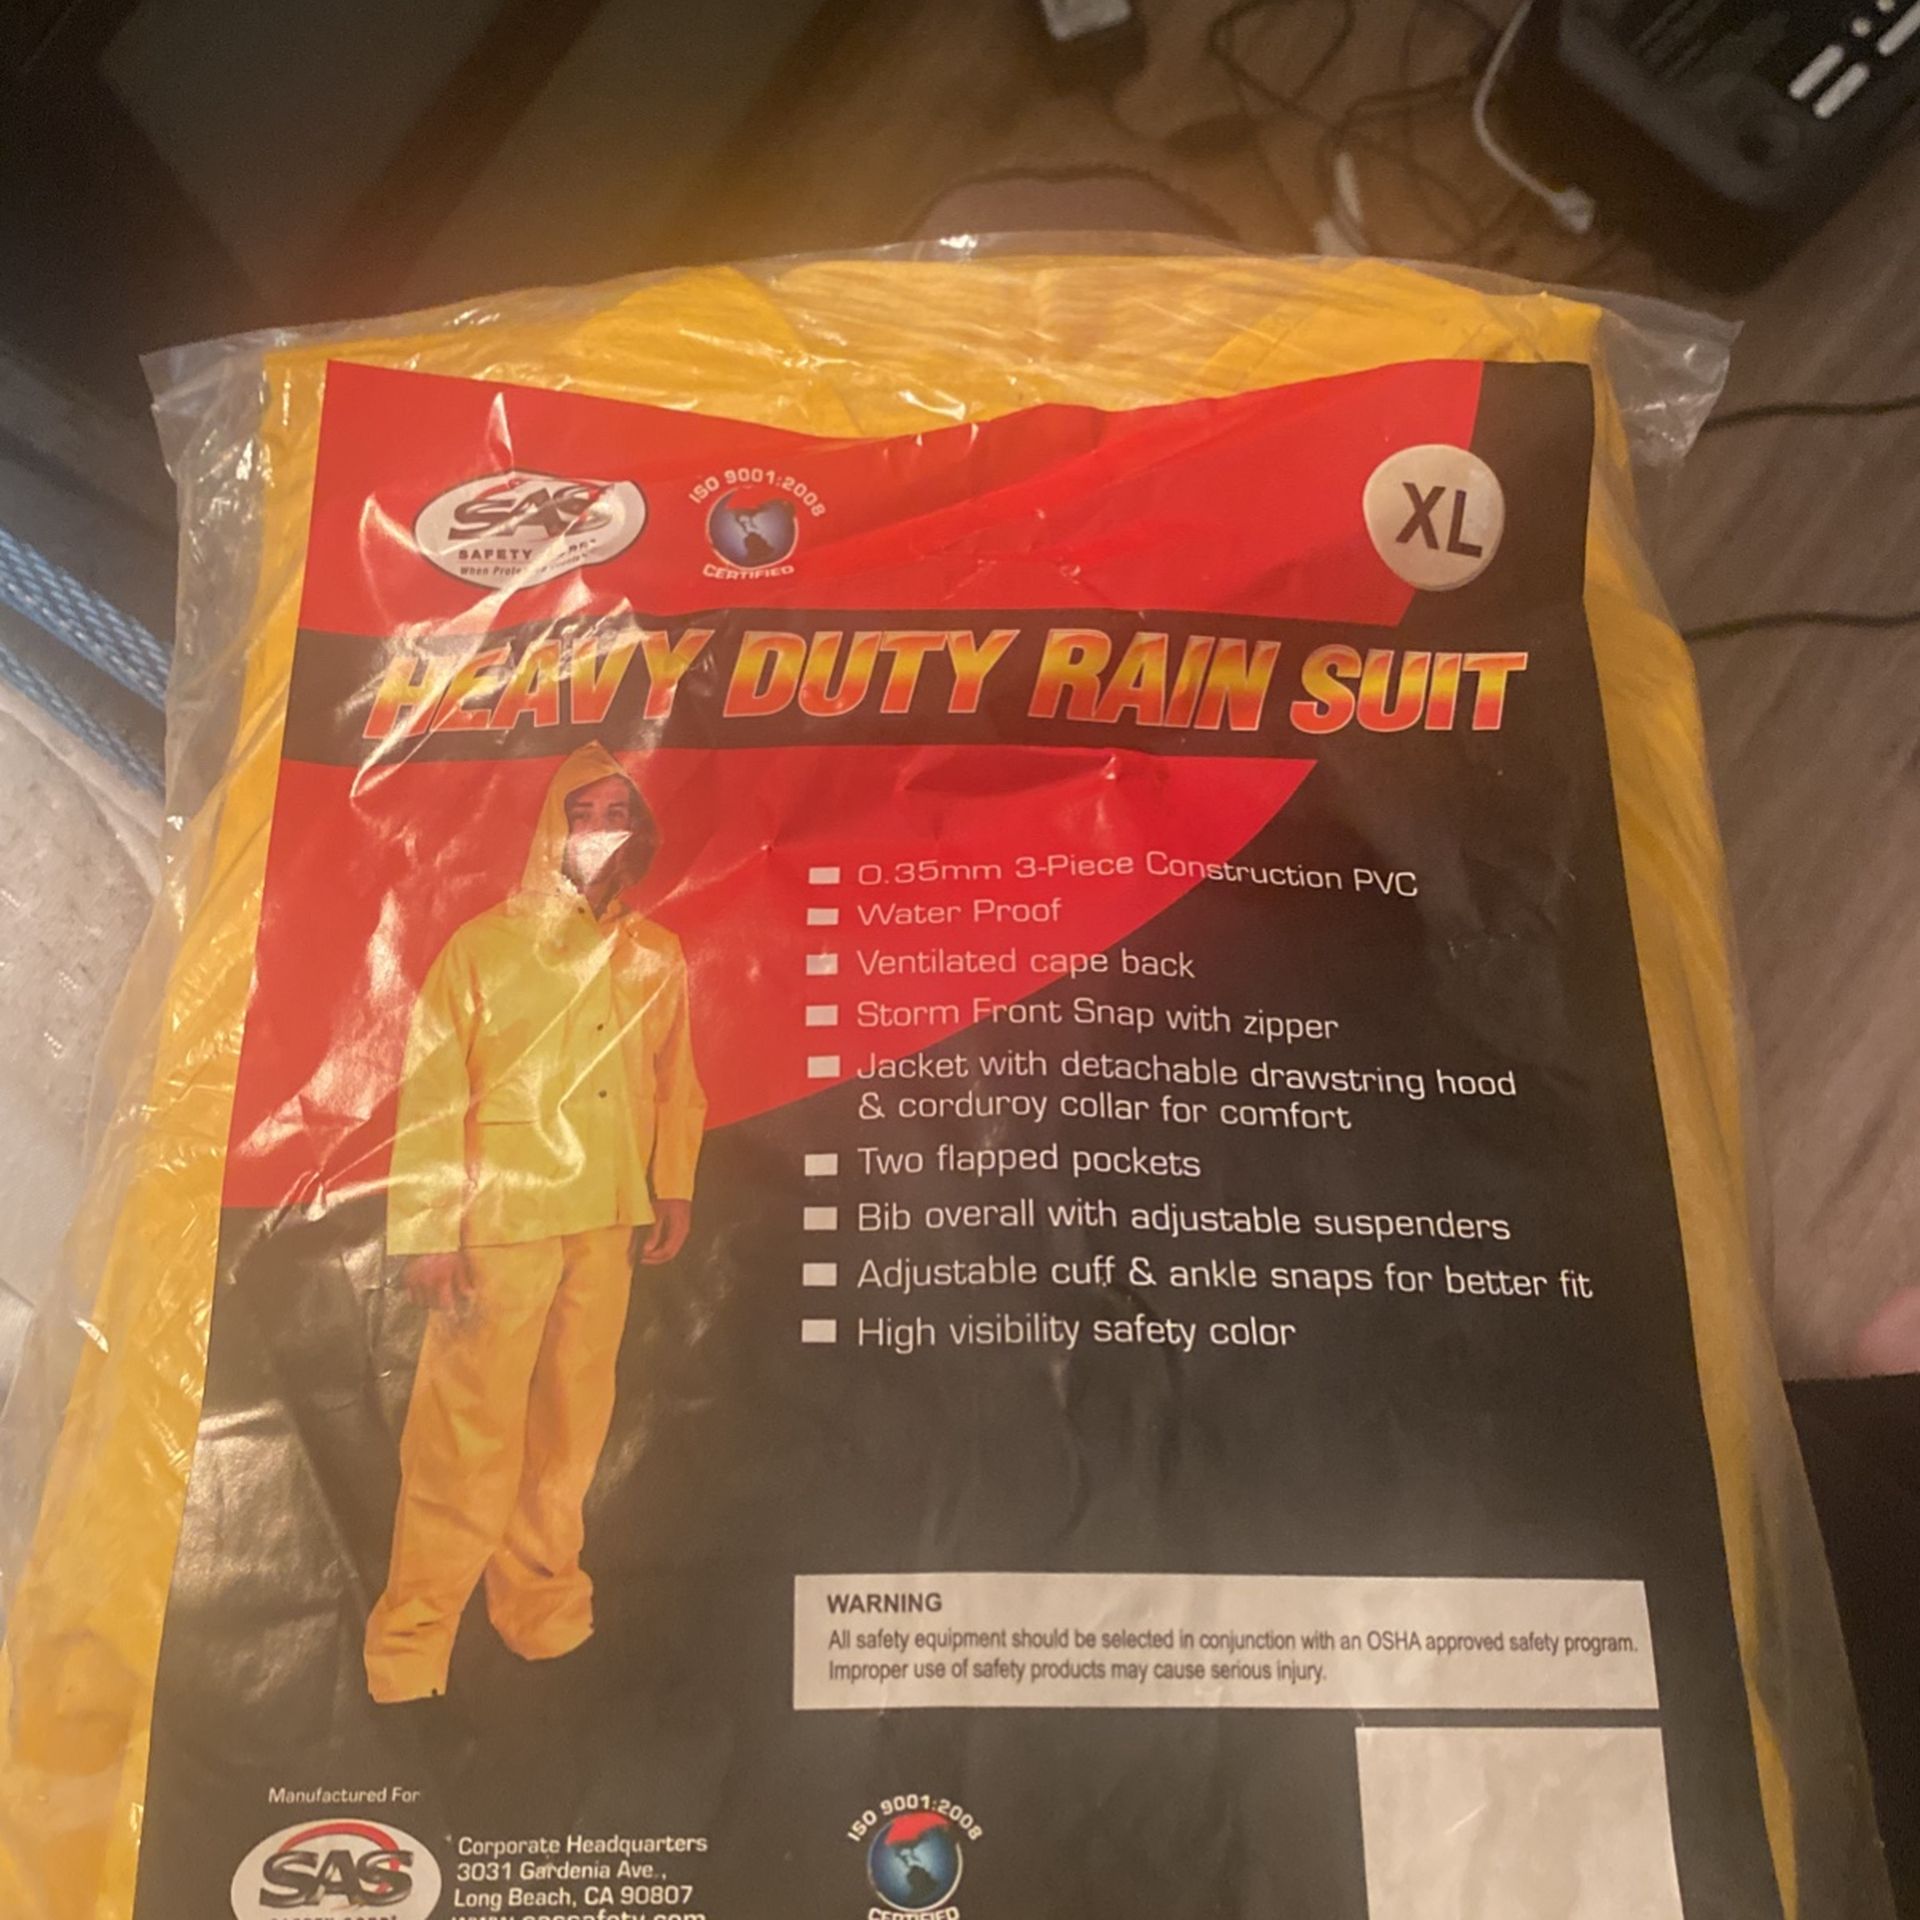 SAS
SAFETY
When
ISO 9001:2008
CERTIFIED
XL
HEAVY DUTY RAIN SUIT
0.35mm 3-Piece Construction PVC
Water Proof
Ventilated cape back
Storm Front Snap with zipper
Jacket with detachable drawstring hood
& corduroy collar for comfort
Two flapped pockets
Bib overall with adjustable suspenders
Adjustable cuff & ankle snaps for better fit
High visibility safety color
WARNING
All safety equipment should be selected in conjunction with an OSHA approved safety program.
Improper use of safety products may cause serious injury.
Manufactured For
SAS
Corporate Headquarters
3031 Gardenia Ave.,
Long Beach, CA 90807
ISO 9001:2008
CERTIFIED